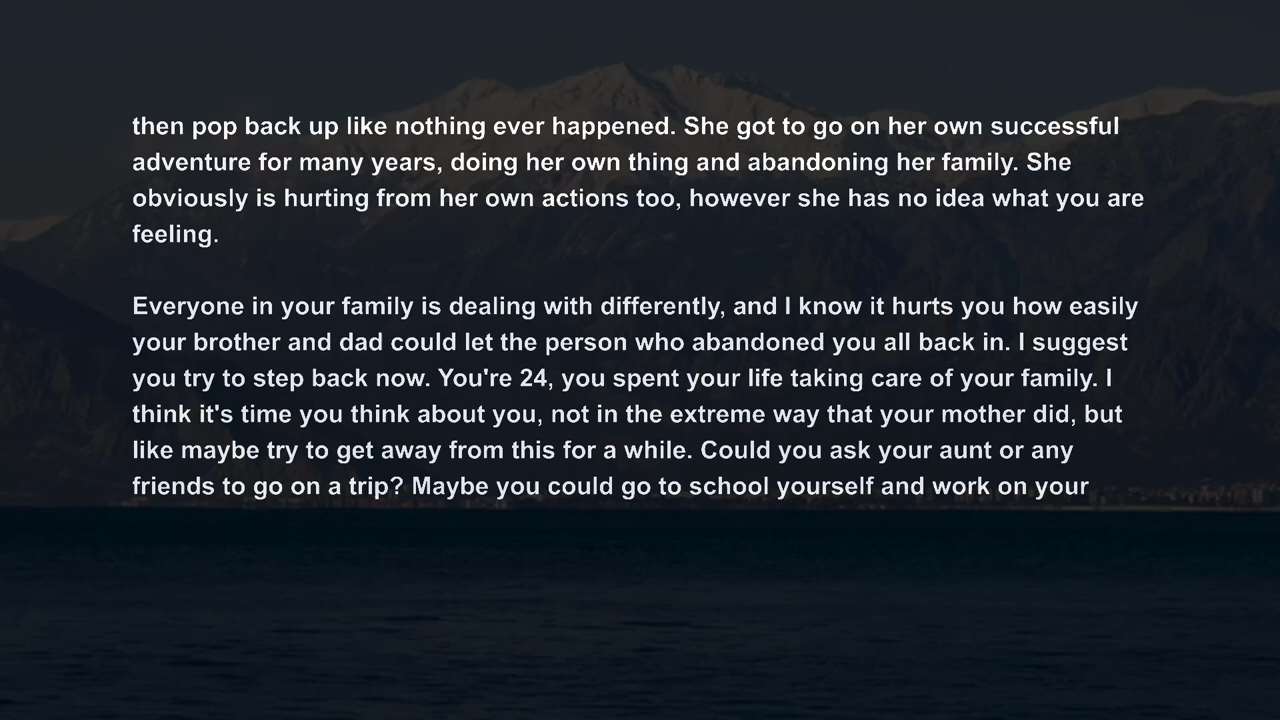 then pop back up like nothing ever happened. She got to go on her own successful
adventure for many years, doing her own thing and abandoning her family. She
obviously is hurting from her own actions too, however she has no idea what you are
feeling.
Everyone in your family is dealing with differently, and I know it hurts you how easily
your brother and dad could let the person who abandoned you all back in. I suggest
you try to step back now. You're 24, you spent your life taking care of your family. I
think it's time you think about you, not in the extreme way that your mother did, but
like maybe try to get away from this for a while. Could you ask your aunt or any
friends to go on a trip? Maybe you could go to school yourself and work on your